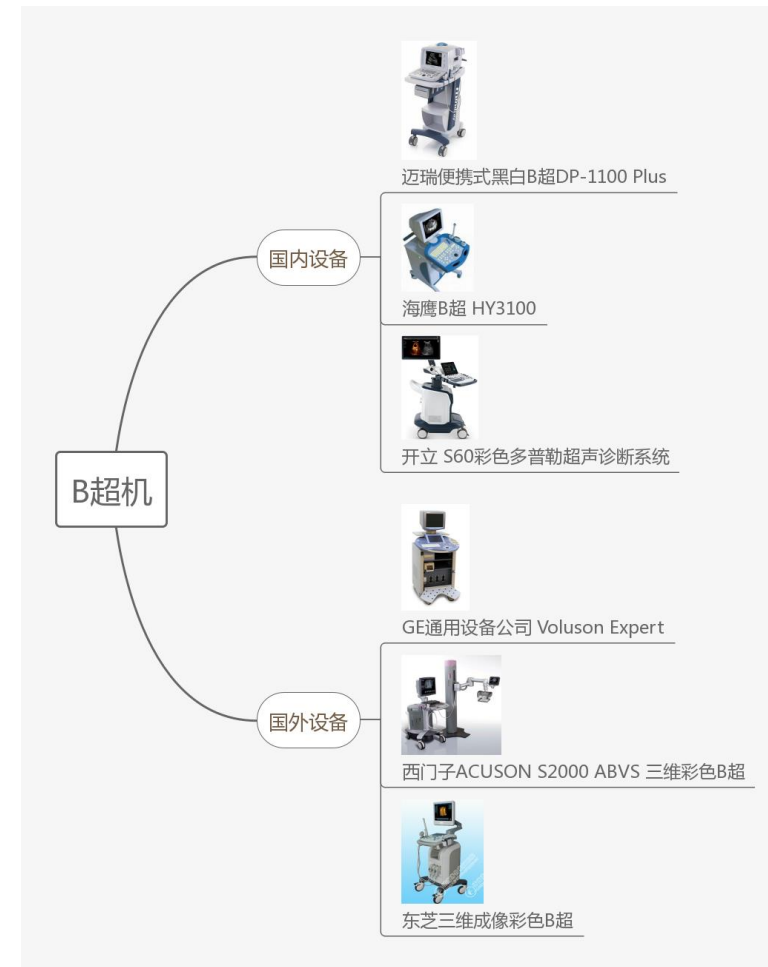 迈瑞便携式黑白B超DP-1100 Plus
国内设备
海鹰B超 HY3100
开立 S60彩色多普勒超声诊断系统
B超机
GE通用设备公司 Voluson Expert
国外设备
西门子ACUSON S2000 ABVS 三维彩色B超
东芝三维成像彩色B超